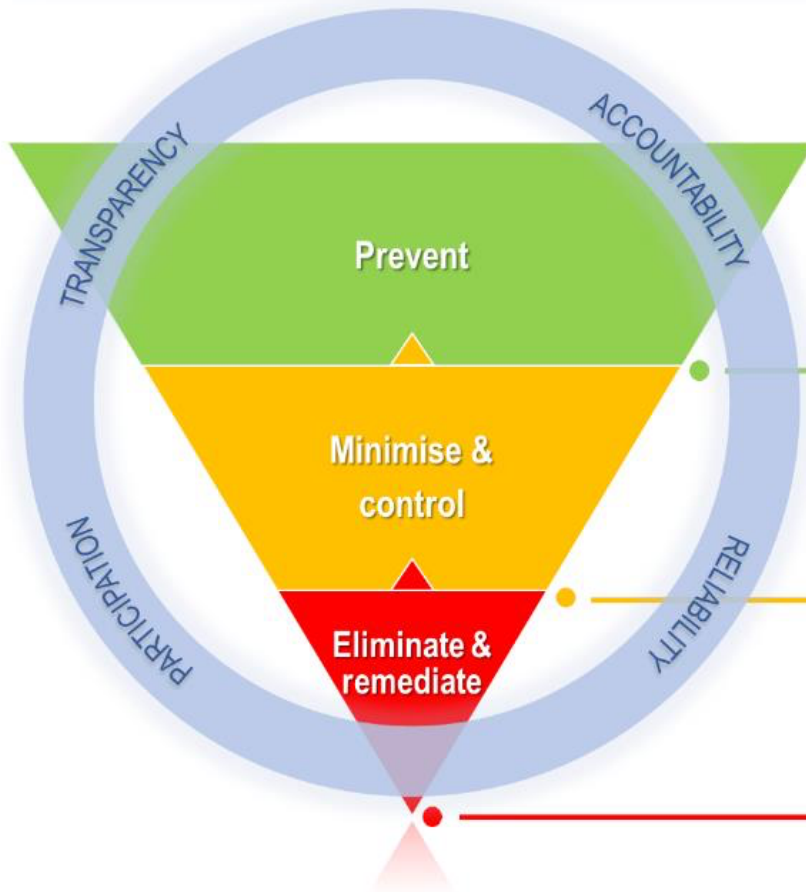 TRANSPARENCY
ACCOUNTABILITY
Prevent
Minimise &
control
PARTICIPATION
RELIABILITY
Eliminate &
remediate